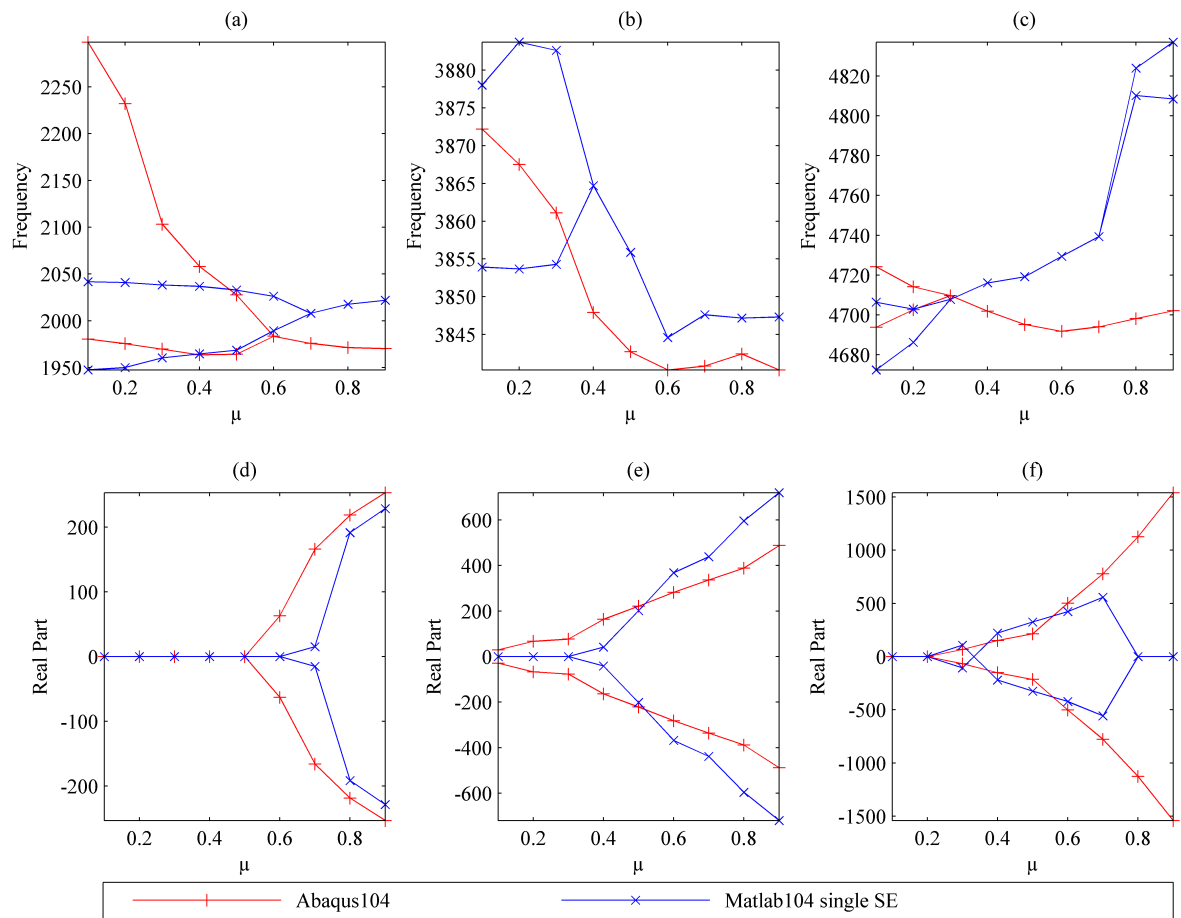 (a)
2250
2200
2150
2100
2050
2000
1950
Frequency
0.2 0.4 0.6 0.8
μ
(b)
3880
3875
3870
3865
3860
3855
3850
3845
Frequency
0.2 0.4 0.6 0.8
μ
(c)
4820
4800
4780
4760
4740
4720
4700
4680
Frequency
0.2 0.4 0.6 0.8
μ
(d)
200
100
0
-100
-200
Real Part
0.2 0.4 0.6 0.8
μ
(e)
600
400
200
0
-200
-400
-600
Real Part
0.2 0.4 0.6 0.8
μ
(f)
1500
1000
500
0
-500
-1000
-1500
Real Part
0.2 0.4 0.6 0.8
μ
Abaqus104
Matlab104 single SE